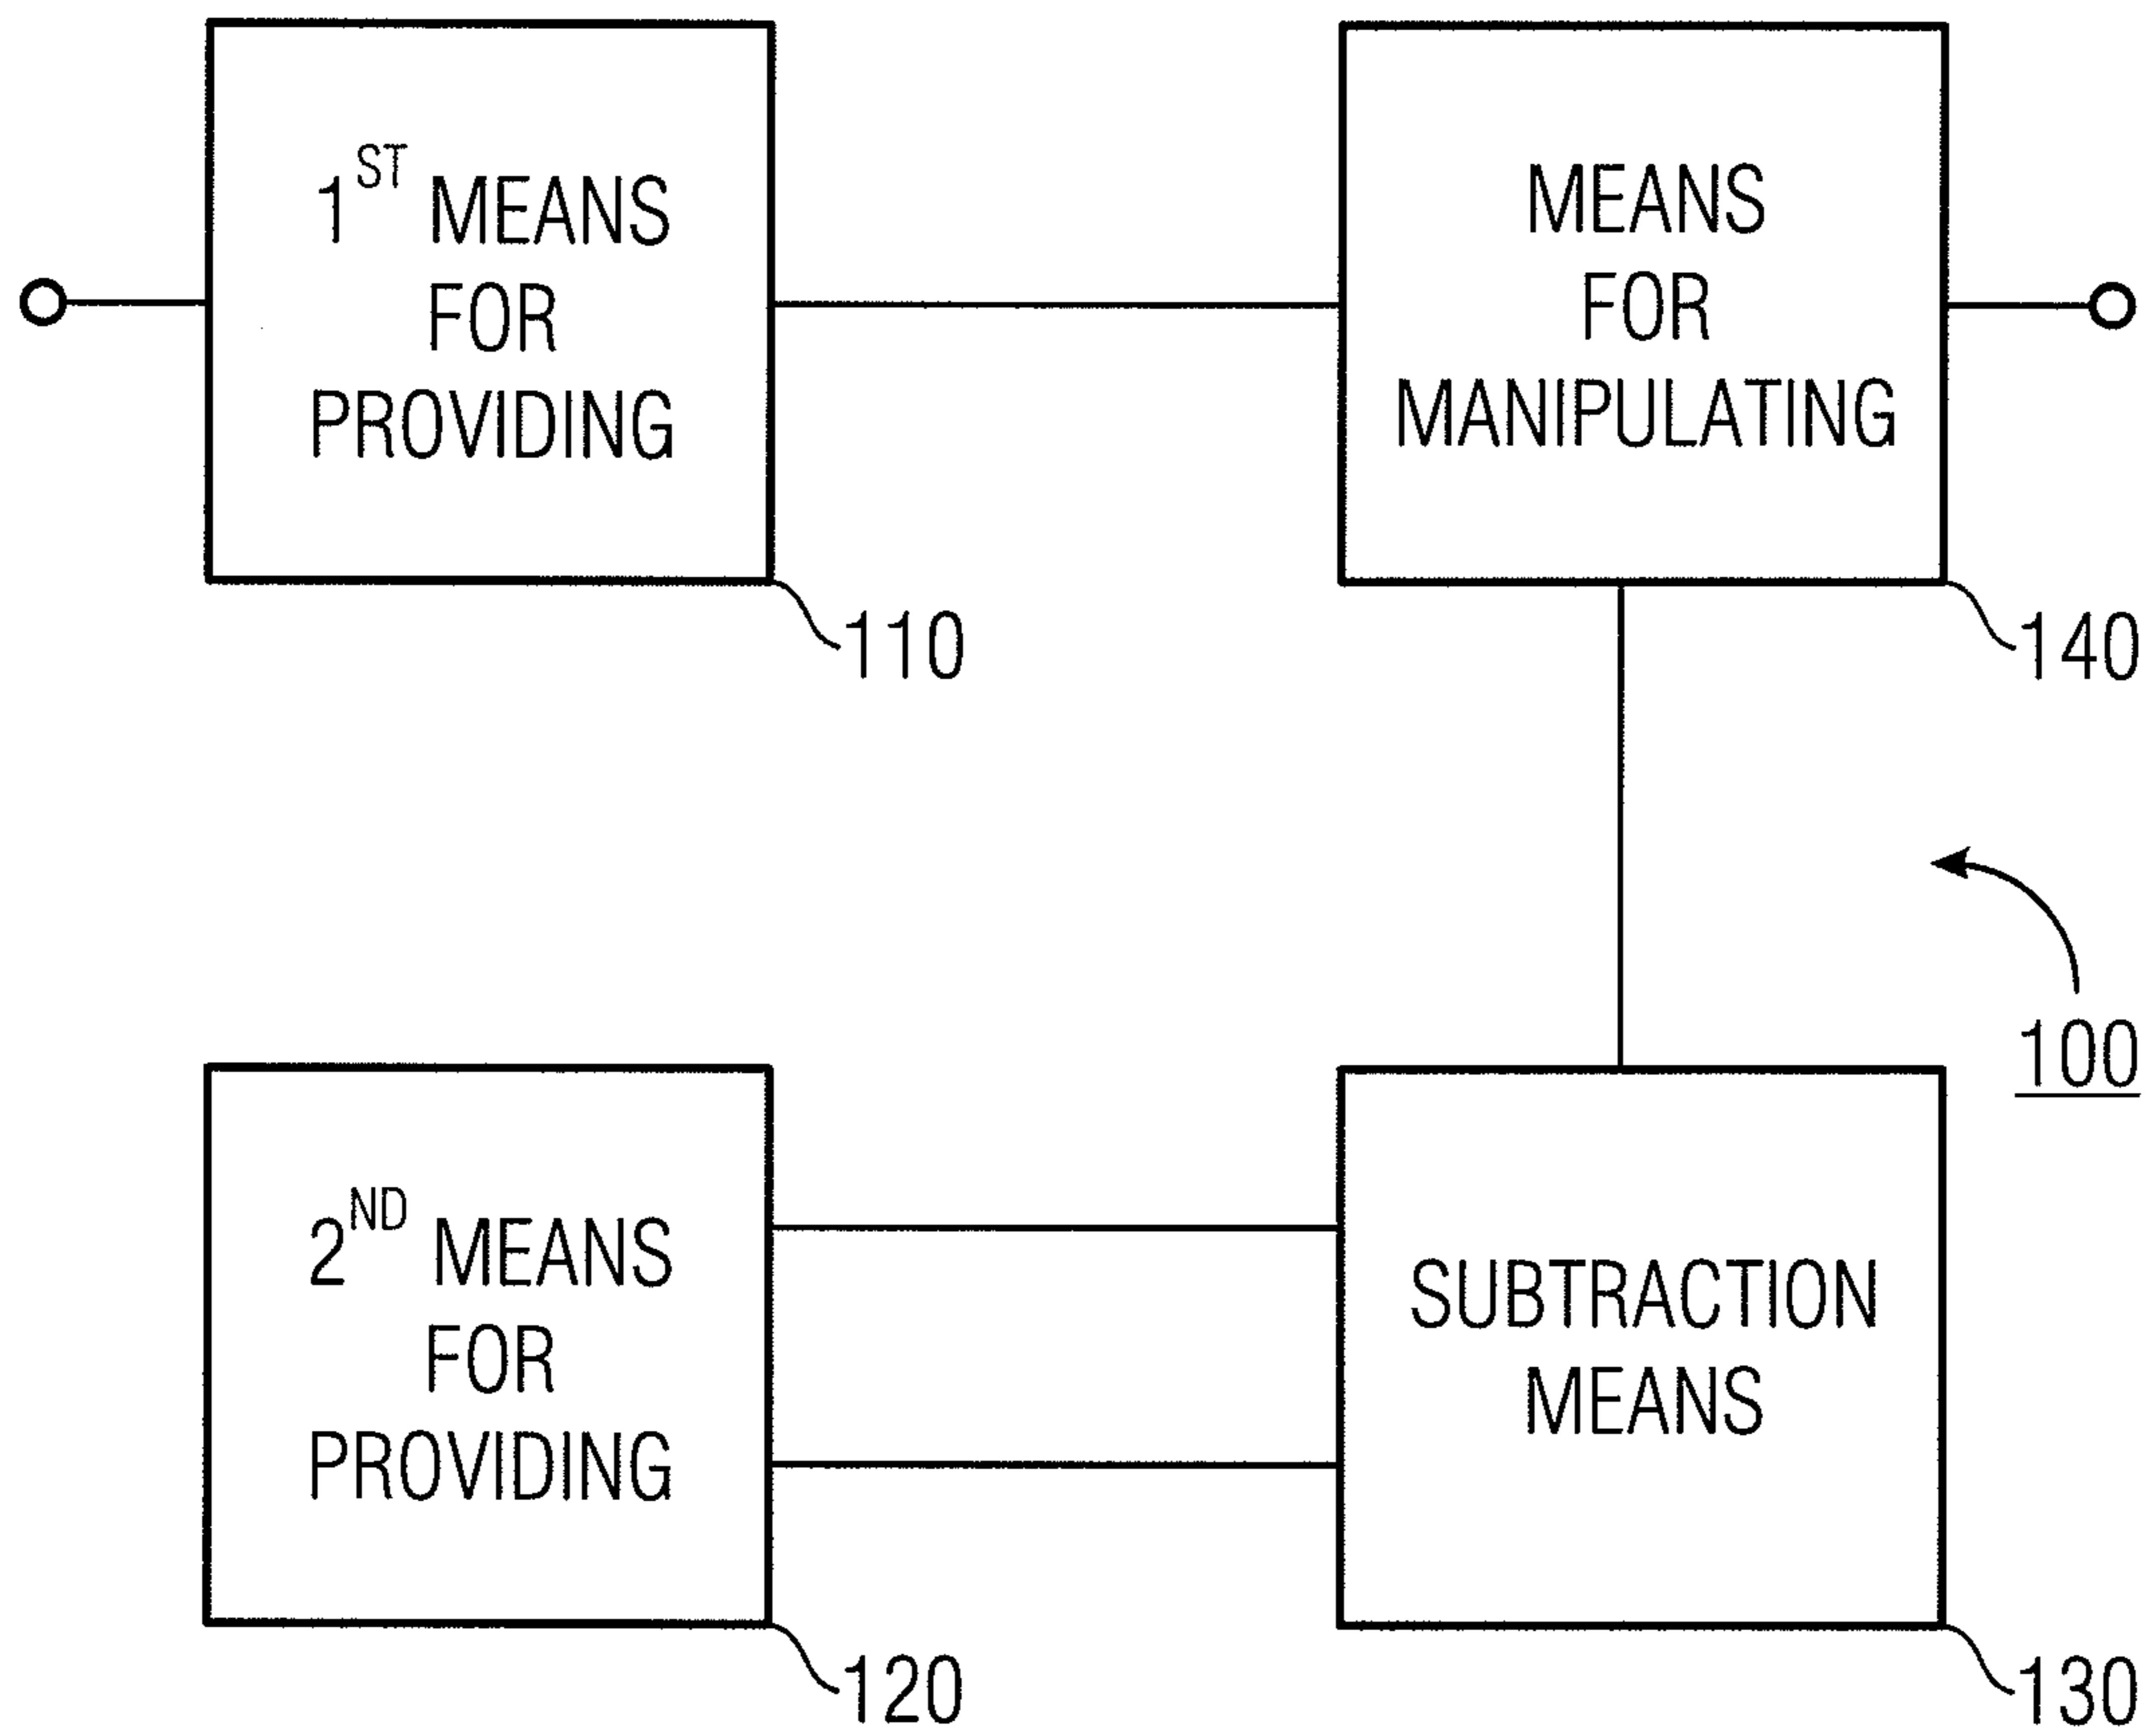 1ST MEANS
FOR
PROVIDING
110
MEANS
FOR
MANIPULATING
140
100
2ND MEANS
FOR
PROVIDING
120
SUBTRACTION
MEANS
130